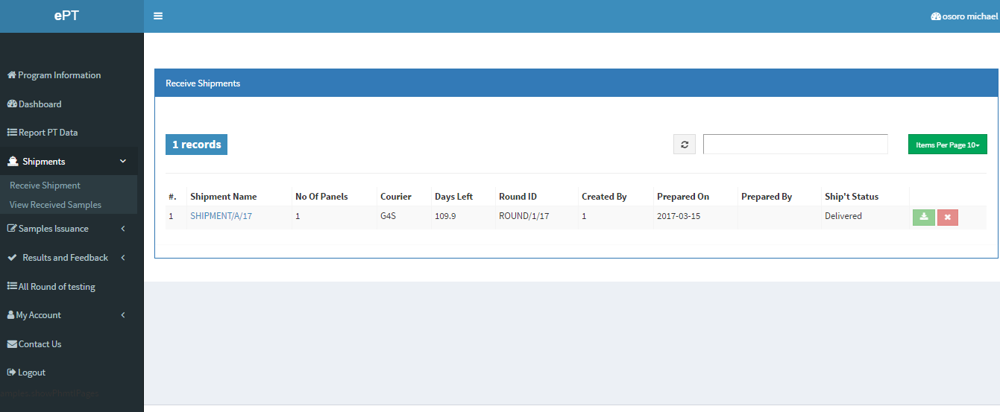 ePT
osoro michael
Program Information
Dashboard
Report PT Data
Shipments
Receive Shipment
View Received Samples
Samples Issuance
Results and Feedback
All Round of testing
My Account
Contact Us
Logout
Receive Shipments
1 records
Items Per Page 10
#. Shipment Name No Of Panels Courier Days Left Round ID Created By Prepared On Prepared By Ship't Status
1 SHIPMENT/A/17 1 G4S 109.9 ROUND/1/17 1 2017-03-15 Delivered